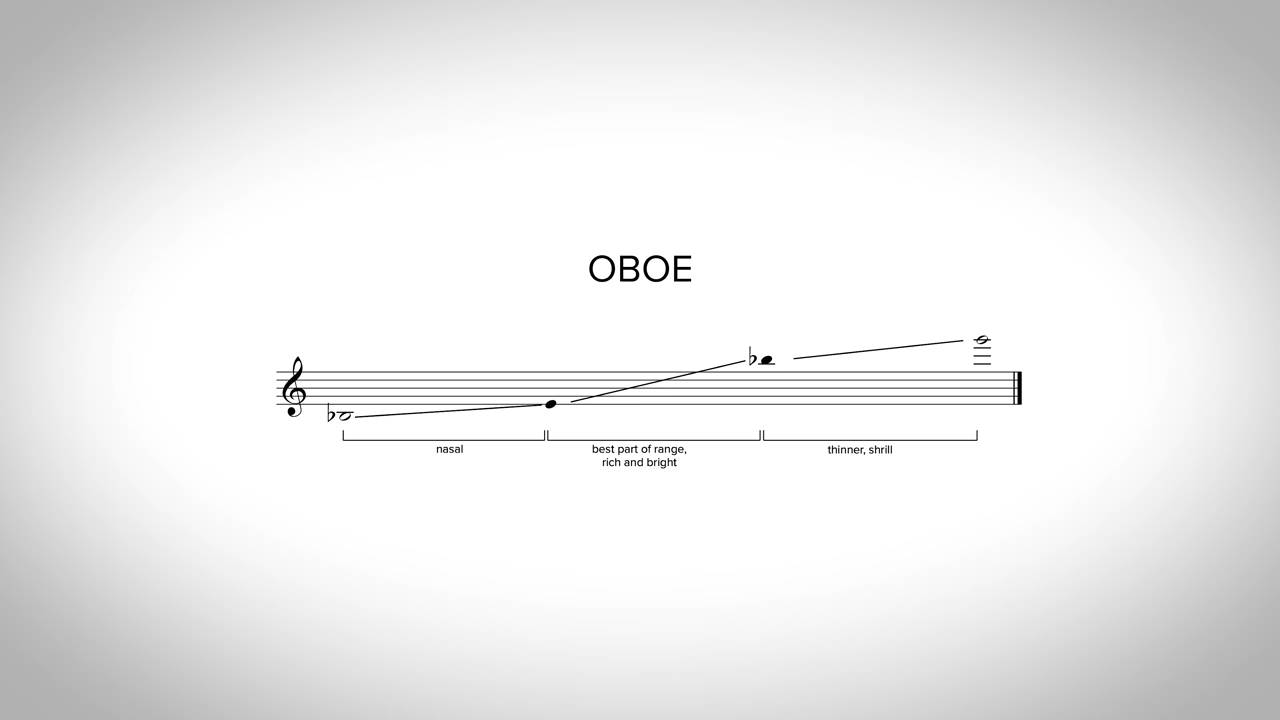 OBOE
nasal
best part of range,
rich and bright
thinner, shrill